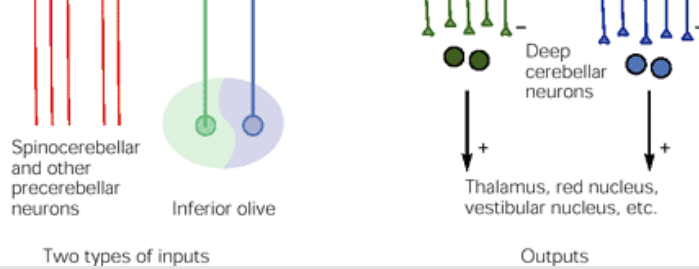 Spinocerebellar
and other
precerebellar
neurons
Inferior olive
Two types of inputs
−
−
Deep
cerebellar
neurons
+
+
Thalamus, red nucleus,
vestibular nucleus, etc.
Outputs